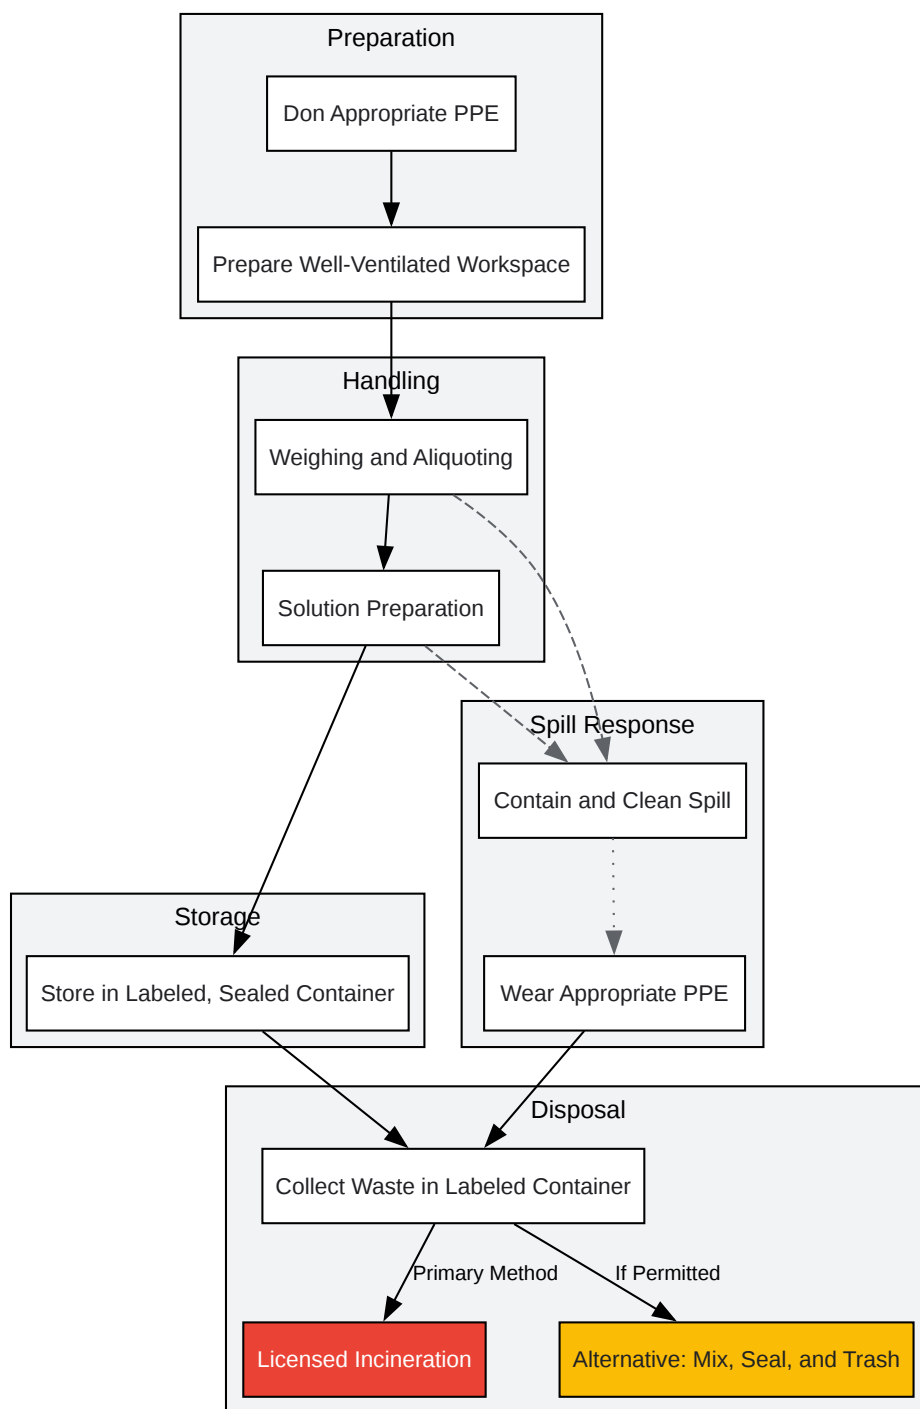 Preparation
Don Appropriate PPE
Prepare Well-Ventilated Workspace
Handling
Weighing and Aliquoting
Solution Preparation
Spill Response
Contain and Clean Spill
Storage
Store in Labeled, Sealed Container
Wear Appropriate PPE
Disposal
Collect Waste in Labeled Container
Primary Method
If Permitted
Licensed Incineration
Alternative: Mix, Seal, and Trash